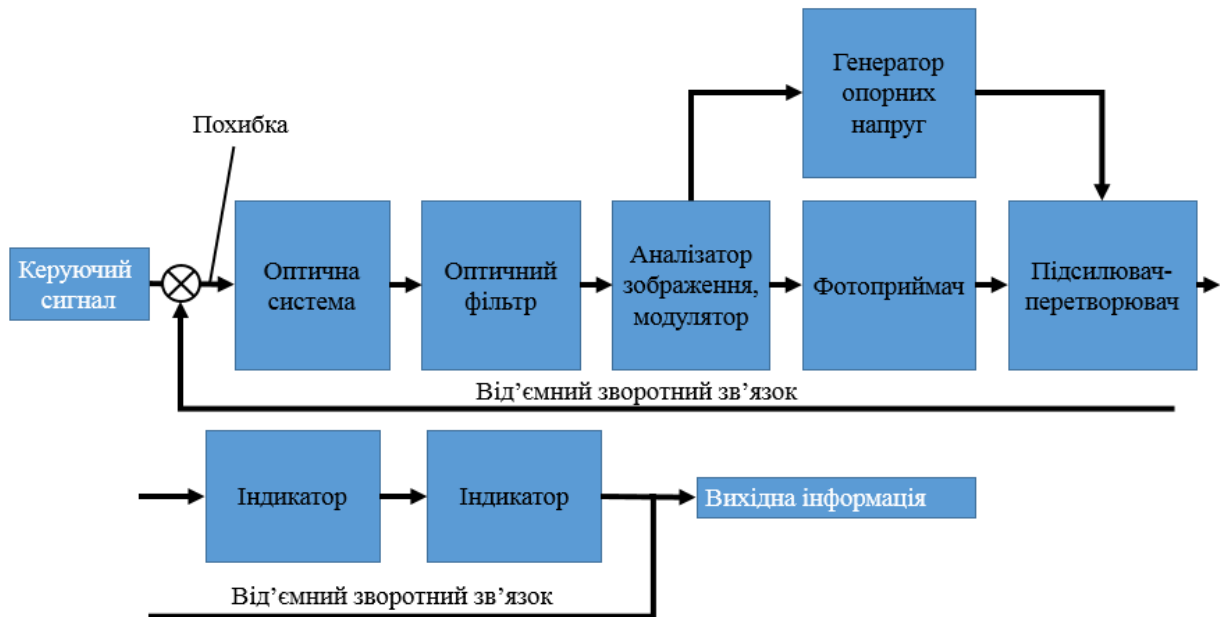 Генератор
опорних
напруг
Похибка
Керуючий
сигнал
Оптична
система
Оптичний
фільтр
Аналізатор
зображення,
модулятор
Фотоприймач
Підсилювач-
перетворювач
Від’ємний зворотний зв’язок
Індикатор
Індикатор
Вихідна інформація
Від’ємний зворотний зв’язок